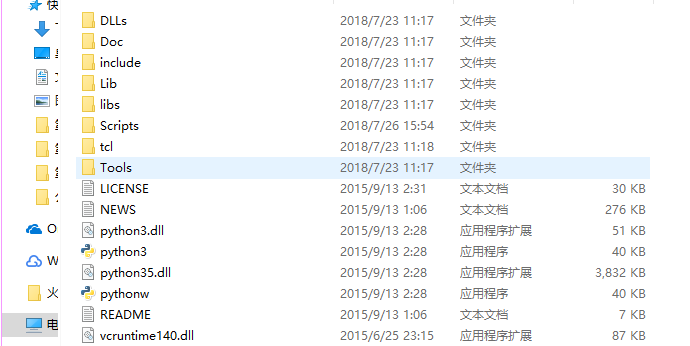 DLLs 2018/7/23 11:17 文件夹
Doc 2018/7/23 11:17 文件夹
include 2018/7/23 11:17 文件夹
Lib 2018/7/23 11:17 文件夹
libs 2018/7/23 11:17 文件夹
Scripts 2018/7/26 15:54 文件夹
tcl 2018/7/23 11:18 文件夹
Tools 2018/7/23 11:17 文件夹
LICENSE 2015/9/13 2:31 文本文档 30 KB
NEWS 2015/9/13 1:06 文本文档 276 KB
python3.dll 2015/9/13 2:28 应用程序扩展 51 KB
python3 2015/9/13 2:28 应用程序 40 KB
python35.dll 2015/9/13 2:28 应用程序扩展 3,832 KB
pythonw 2015/9/13 2:28 应用程序 40 KB
README 2015/9/13 1:06 文本文档 7 KB
vcruntime140.dll 2015/6/25 23:15 应用程序扩展 87 KB